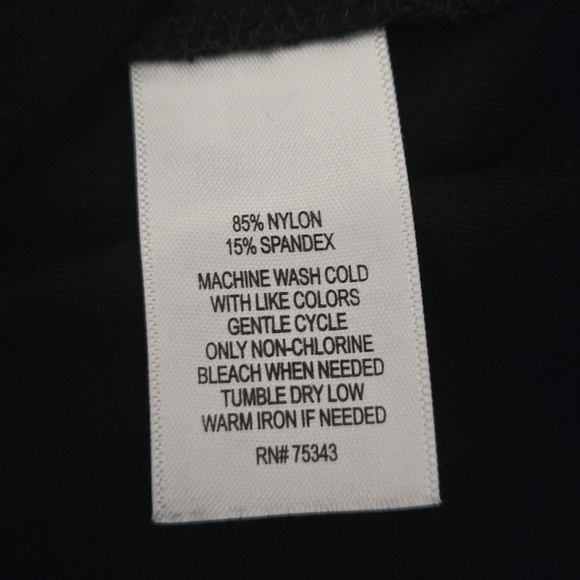 85% NYLON
15% SPANDEX
MACHINE WASH COLD
WITH LIKE COLORS
GENTLE CYCLE
ONLY NON-CHLORINE
BLEACH WHEN NEEDED
TUMBLE DRY LOW
WARM IRON IF NEEDED
RN# 75343